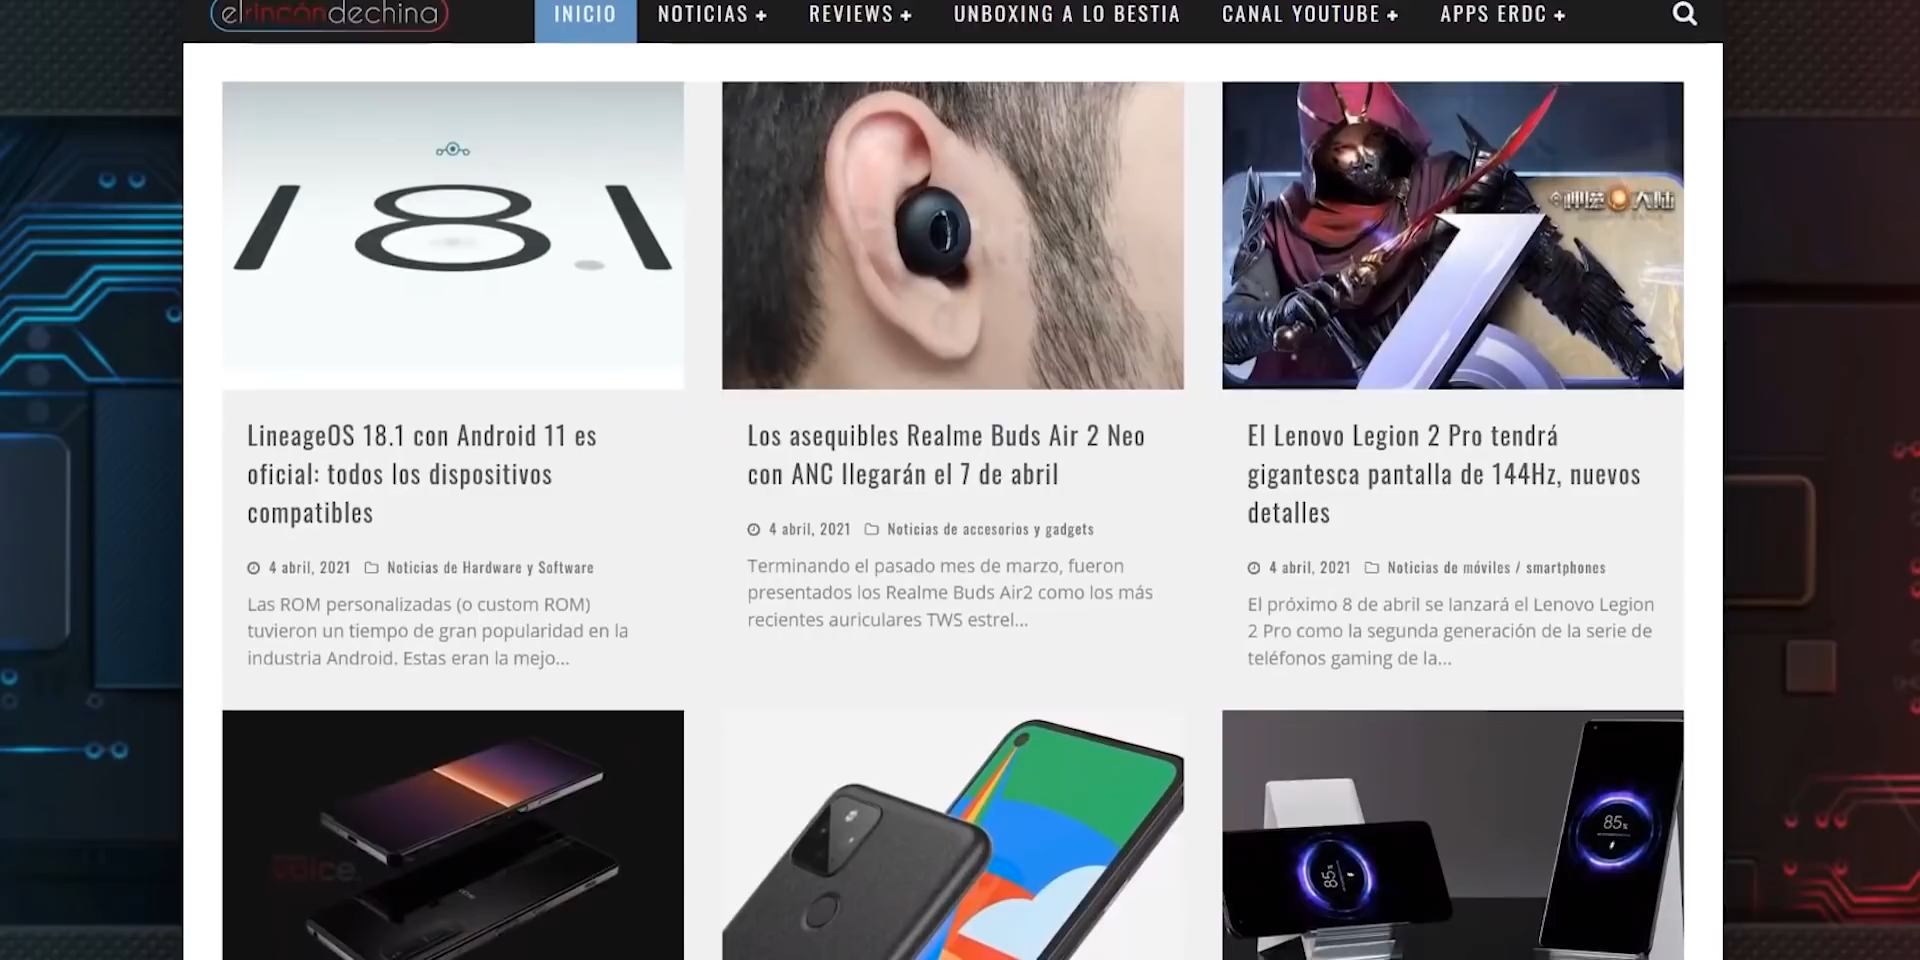 elrincóndechina
INICIO
NOTICIAS +
REVIEWS +
UNBOXING A LO BESTIA
CANAL YOUTUBE +
APPS ERDC +
18.1
LineageOS 18.1 con Android 11 es
oficial: todos los dispositivos
compatibles
4 abril, 2021 Noticias de Hardware y Software
Las ROM personalizadas (o custom ROM)
tuvieron un tiempo de gran popularidad en la
industria Android. Estas eran la mejo...
Los asequibles Realme Buds Air 2 Neo
con ANC llegarán el 7 de abril
4 abril, 2021 Noticias de accesorios y gadgets
Terminando el pasado mes de marzo, fueron
presentados los Realme Buds Air2 como los más
recientes auriculares TWS estrel...
El Lenovo Legion 2 Pro tendrá
gigantesca pantalla de 144Hz, nuevos
detalles
4 abril, 2021 Noticias de móviles / smartphones
El próximo 8 de abril se lanzará el Lenovo Legion
2 Pro como la segunda generación de la serie de
teléfonos gaming de la...
voice
85%
85%